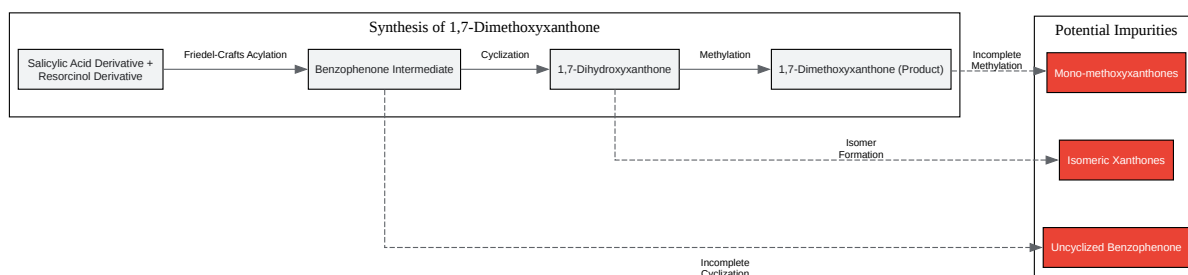 Synthesis of 1,7-Dimethoxyxanthone
Potential Impurities
Salicylic Acid Derivative +
Resorcinol Derivative
Friedel-Crafts Acylation
Benzophenone Intermediate
Cyclization
1,7-Dihydroxyxanthone
Methylation
1,7-Dimethoxyxanthone (Product)
Incomplete
Methylation
Mono-methoxyxanthones
Isomer
Formation
Isomeric Xanthones
Uncyclized Benzophenone
Incomplete
Cyclization